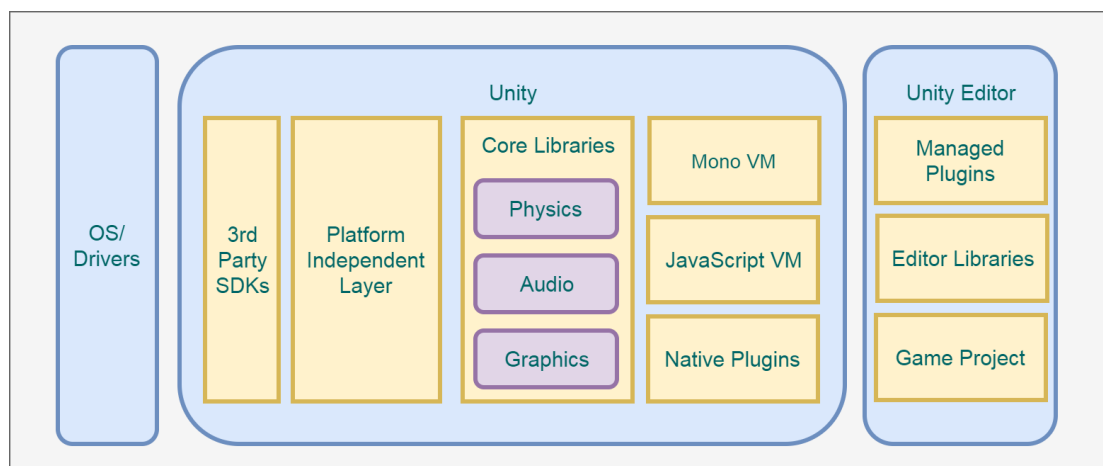 OS/
Drivers
Unity
3rd
Party
SDKs
Platform
Independent
Layer
Core Libraries
Physics
Audio
Graphics
Mono VM
JavaScript VM
Native Plugins
Unity Editor
Managed
Plugins
Editor Libraries
Game Project